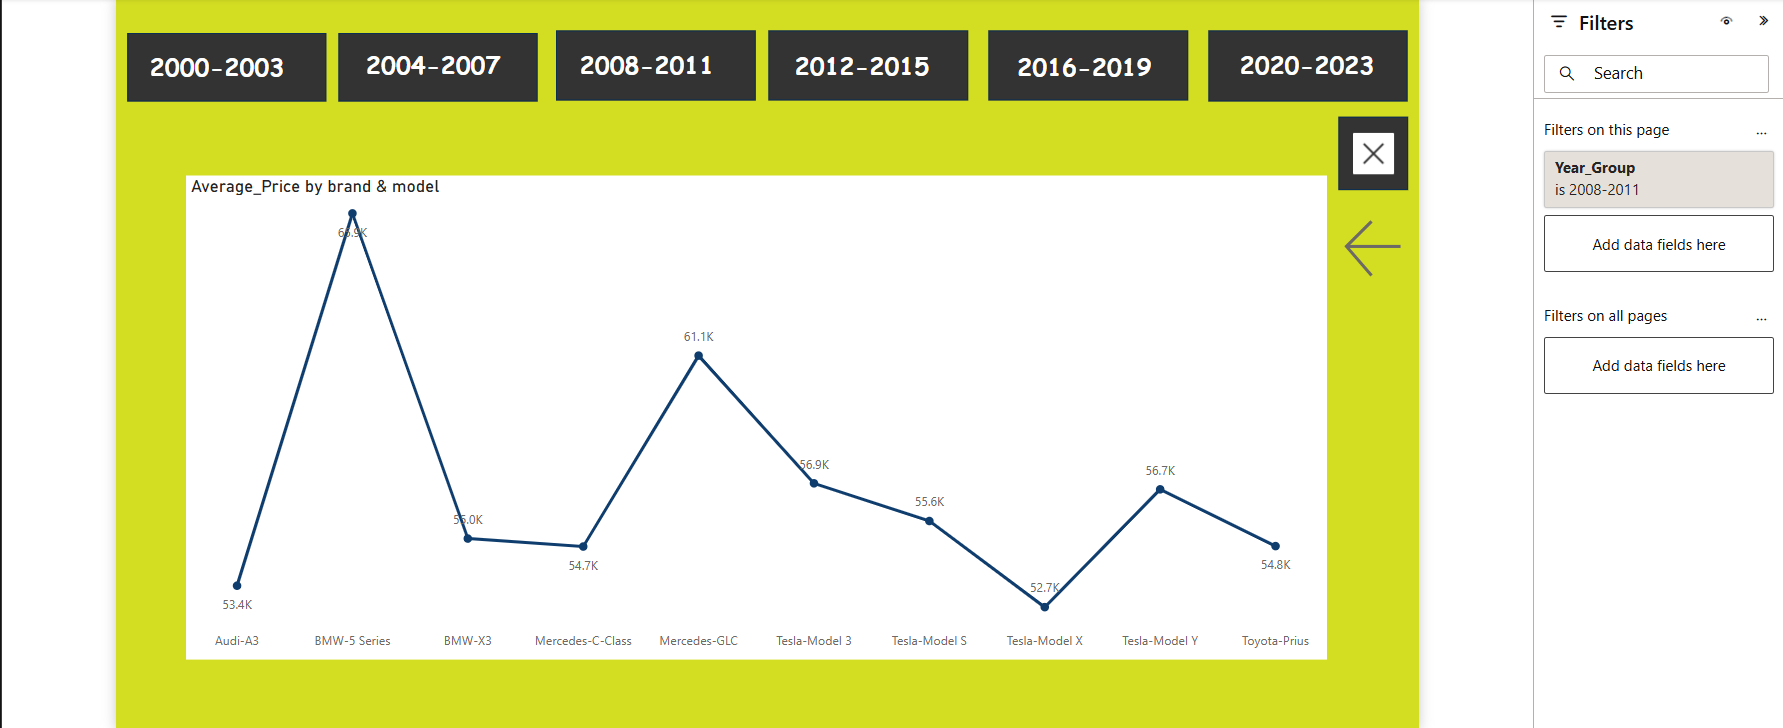 2000-2003
2004-2007
2008-2011
2012-2015
2016-2019
2020-2023
Average_Price by brand & model
65.9K
61.1K
56.9K
56.7K
55.6K
55.0K
54.7K
54.8K
52.7K
53.4K
Audi-A3
BMW-5 Series
BMW-X3
Mercedes-C-Class
Mercedes-GLC
Tesla-Model 3
Tesla-Model S
Tesla-Model X
Tesla-Model Y
Toyota-Prius
Filters
Search
Filters on this page
...
Year_Group
is 2008-2011
Add data fields here
Filters on all pages
...
Add data fields here